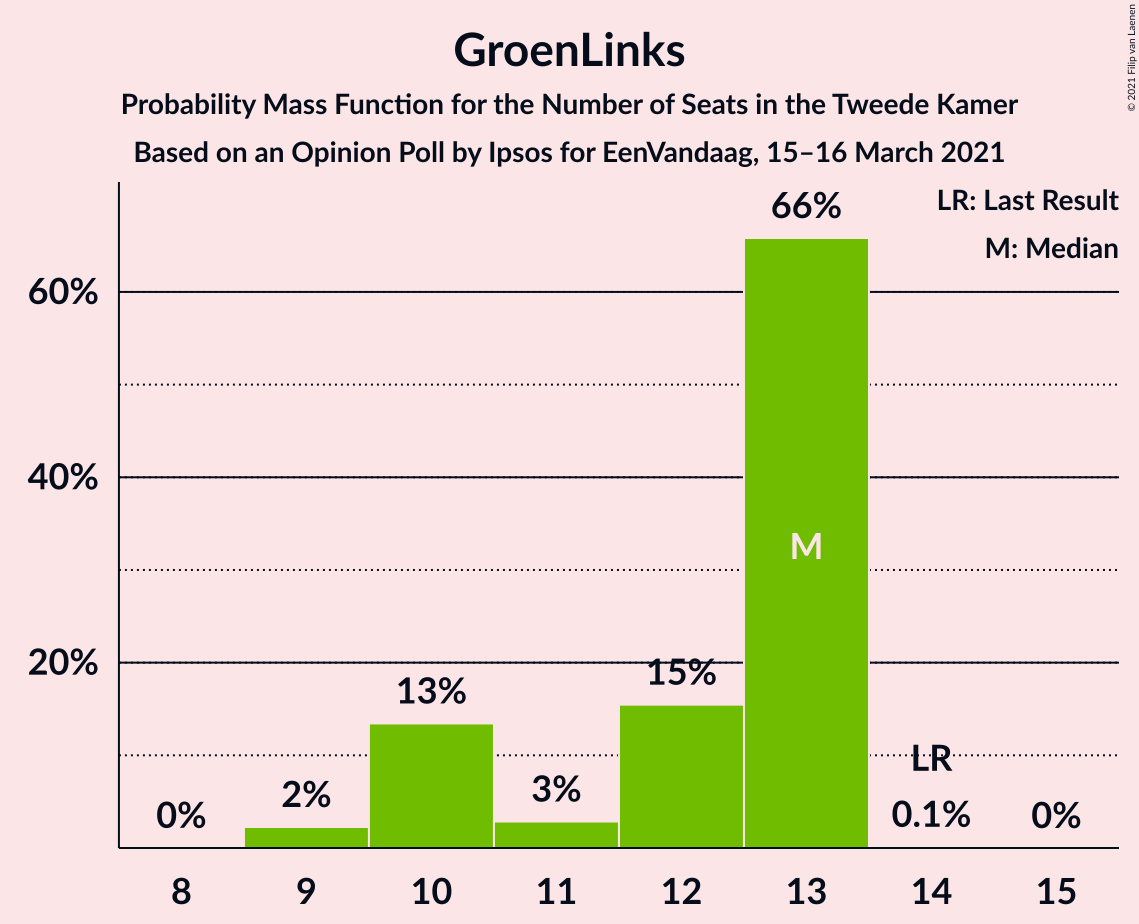 GroenLinks
Probability Mass Function for the Number of Seats in the Tweede Kamer
Based on an Opinion Poll by Ipsos for EenVandaag, 15–16 March 2021
© 2021 Filip van Laenen
LR: Last Result
M: Median
60%
40%
20%
0%
2%
13%
3%
15%
66%
M
LR
0.1%
0%
8
9
10
11
12
13
14
15